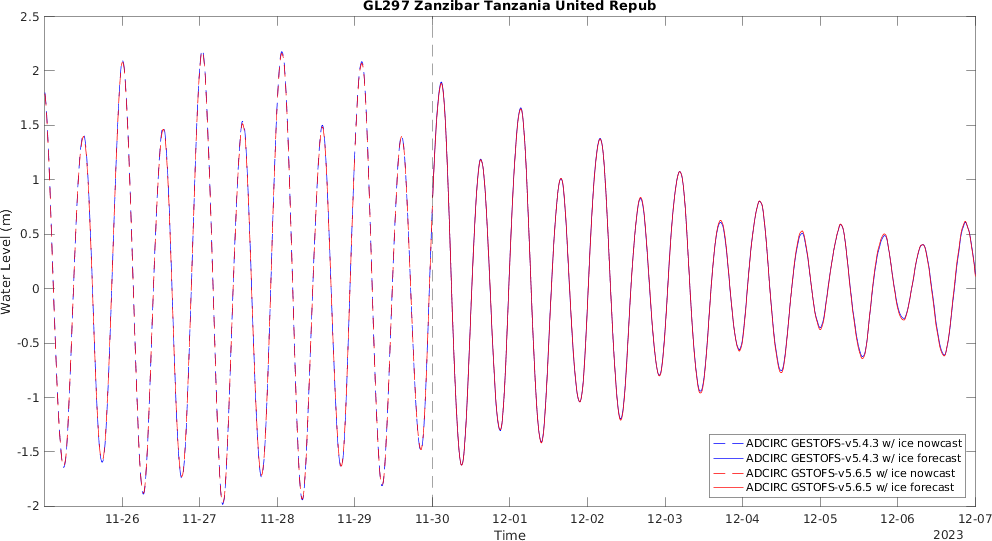 GL297 Zanzibar Tanzania United Repub
2.5
2
1.5
1
0.5
0
-0.5
-1
-1.5
-2
Water Level (m)
ADCIRC GESTOFS-v5.4.3 w/ ice nowcast
ADCIRC GESTOFS-v5.4.3 w/ ice forecast
ADCIRC GSTOFS-v5.6.5 w/ ice nowcast
ADCIRC GSTOFS-v5.6.5 w/ ice forecast
11-26 11-27 11-28 11-29 11-30 12-01 12-02 12-03 12-04 12-05 12-06 12-07
Time
2023